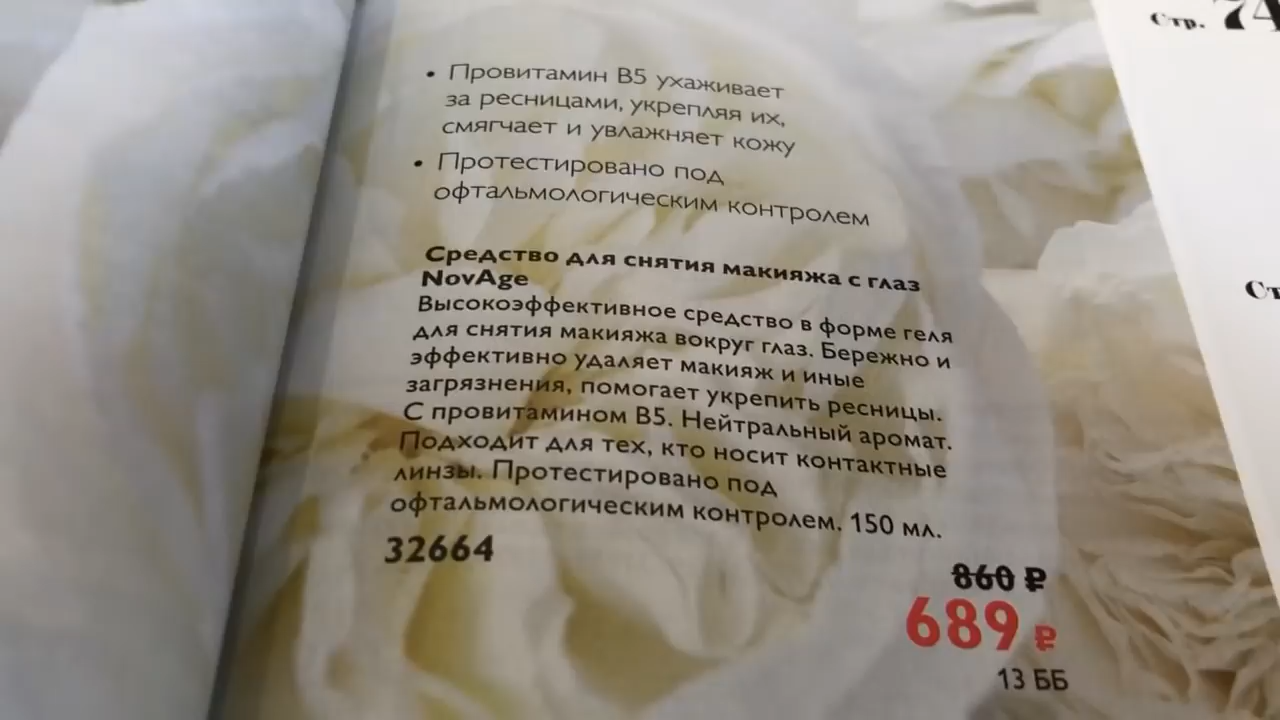 Стр. 74
• Провитамин В5 ухаживает
за ресницами, укрепляя их,
смягчает и увлажняет кожу
• Протестировано под
офтальмологическим контролем
Средство для снятия макияжа с глаз
NovAge
Высокоэффективное средство в форме геля
для снятия макияжа вокруг глаз. Бережно и
эффективно удаляет макияж и иные
загрязнения, помогает укрепить ресницы.
С провитамином В5. Нейтральный аромат.
Подходит для тех, кто носит контактные
линзы. Протестировано под
офтальмологическим контролем. 150 мл.
32664
860 ₽
689 ₽
13 ББ